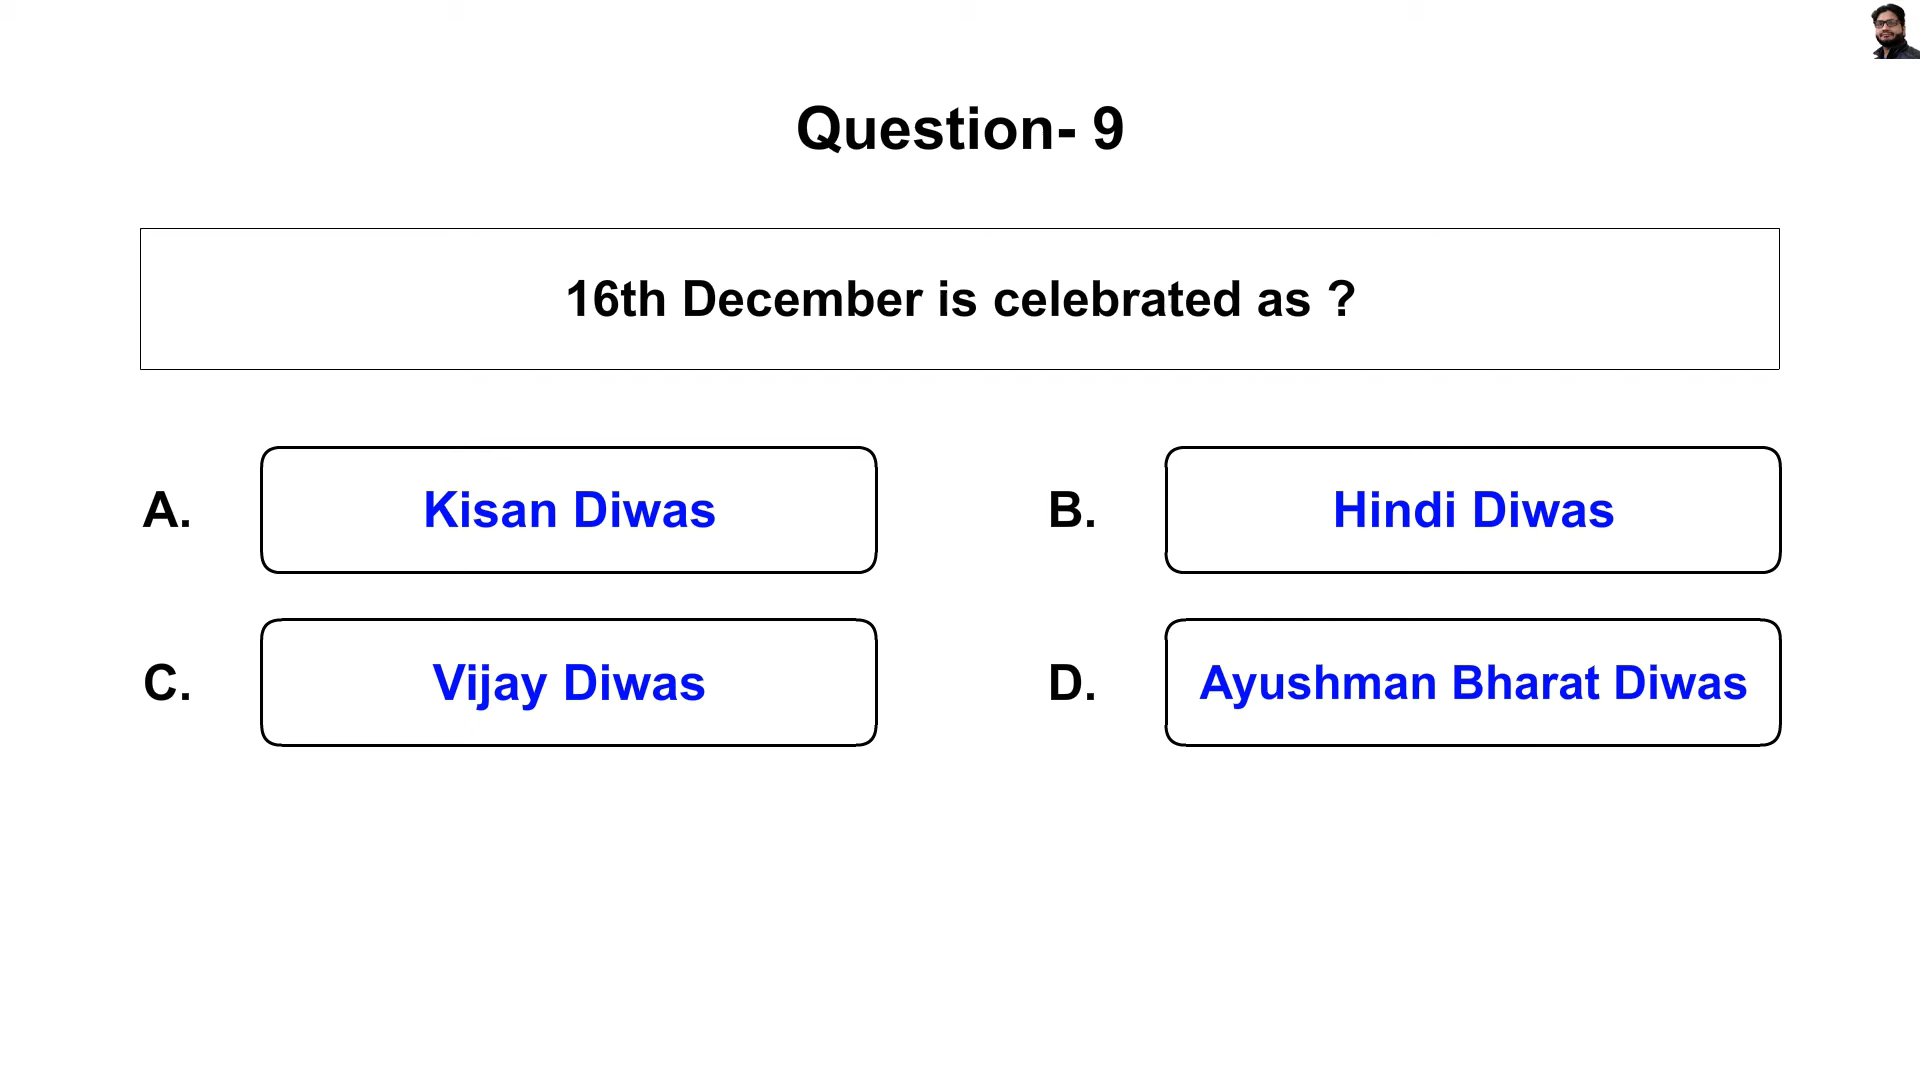 Question- 9
16th December is celebrated as ?
A. Kisan Diwas
B. Hindi Diwas
C. Vijay Diwas
D. Ayushman Bharat Diwas